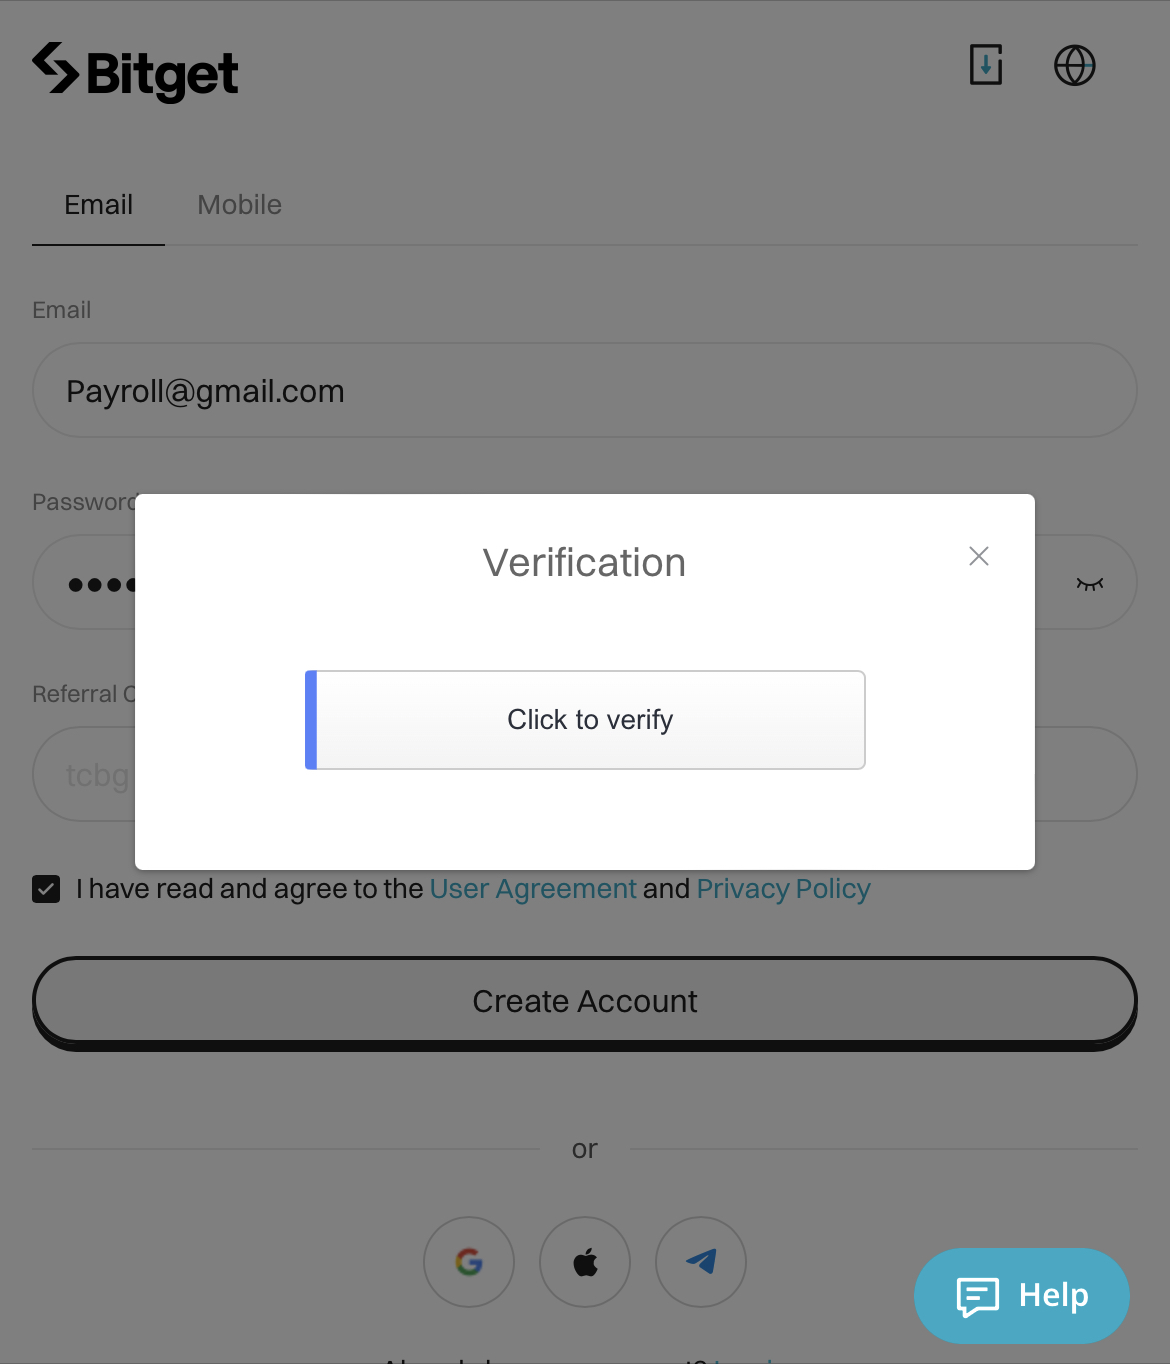 Bitget
Email Mobile
Email
Payroll@gmail.com
Password
Verification
Referral C
Click to verify
tcbg
I have read and agree to the User Agreement and Privacy Policy
Create Account
or
Help